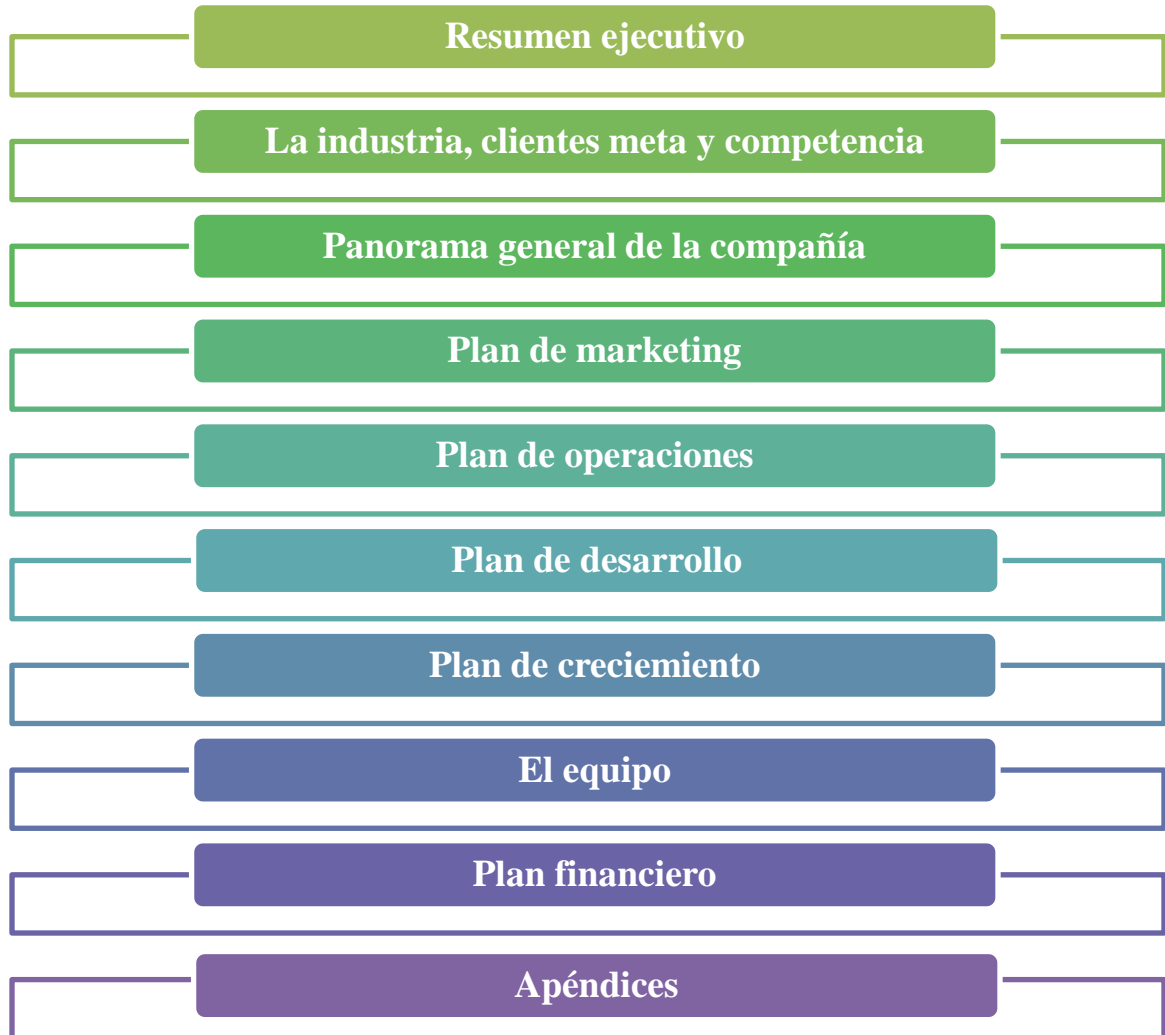 Resumen ejecutivo
La industria, clientes meta y competencia
Panorama general de la compañía
Plan de marketing
Plan de operaciones
Plan de desarrollo
Plan de creciemiento
El equipo
Plan financiero
Apéndices